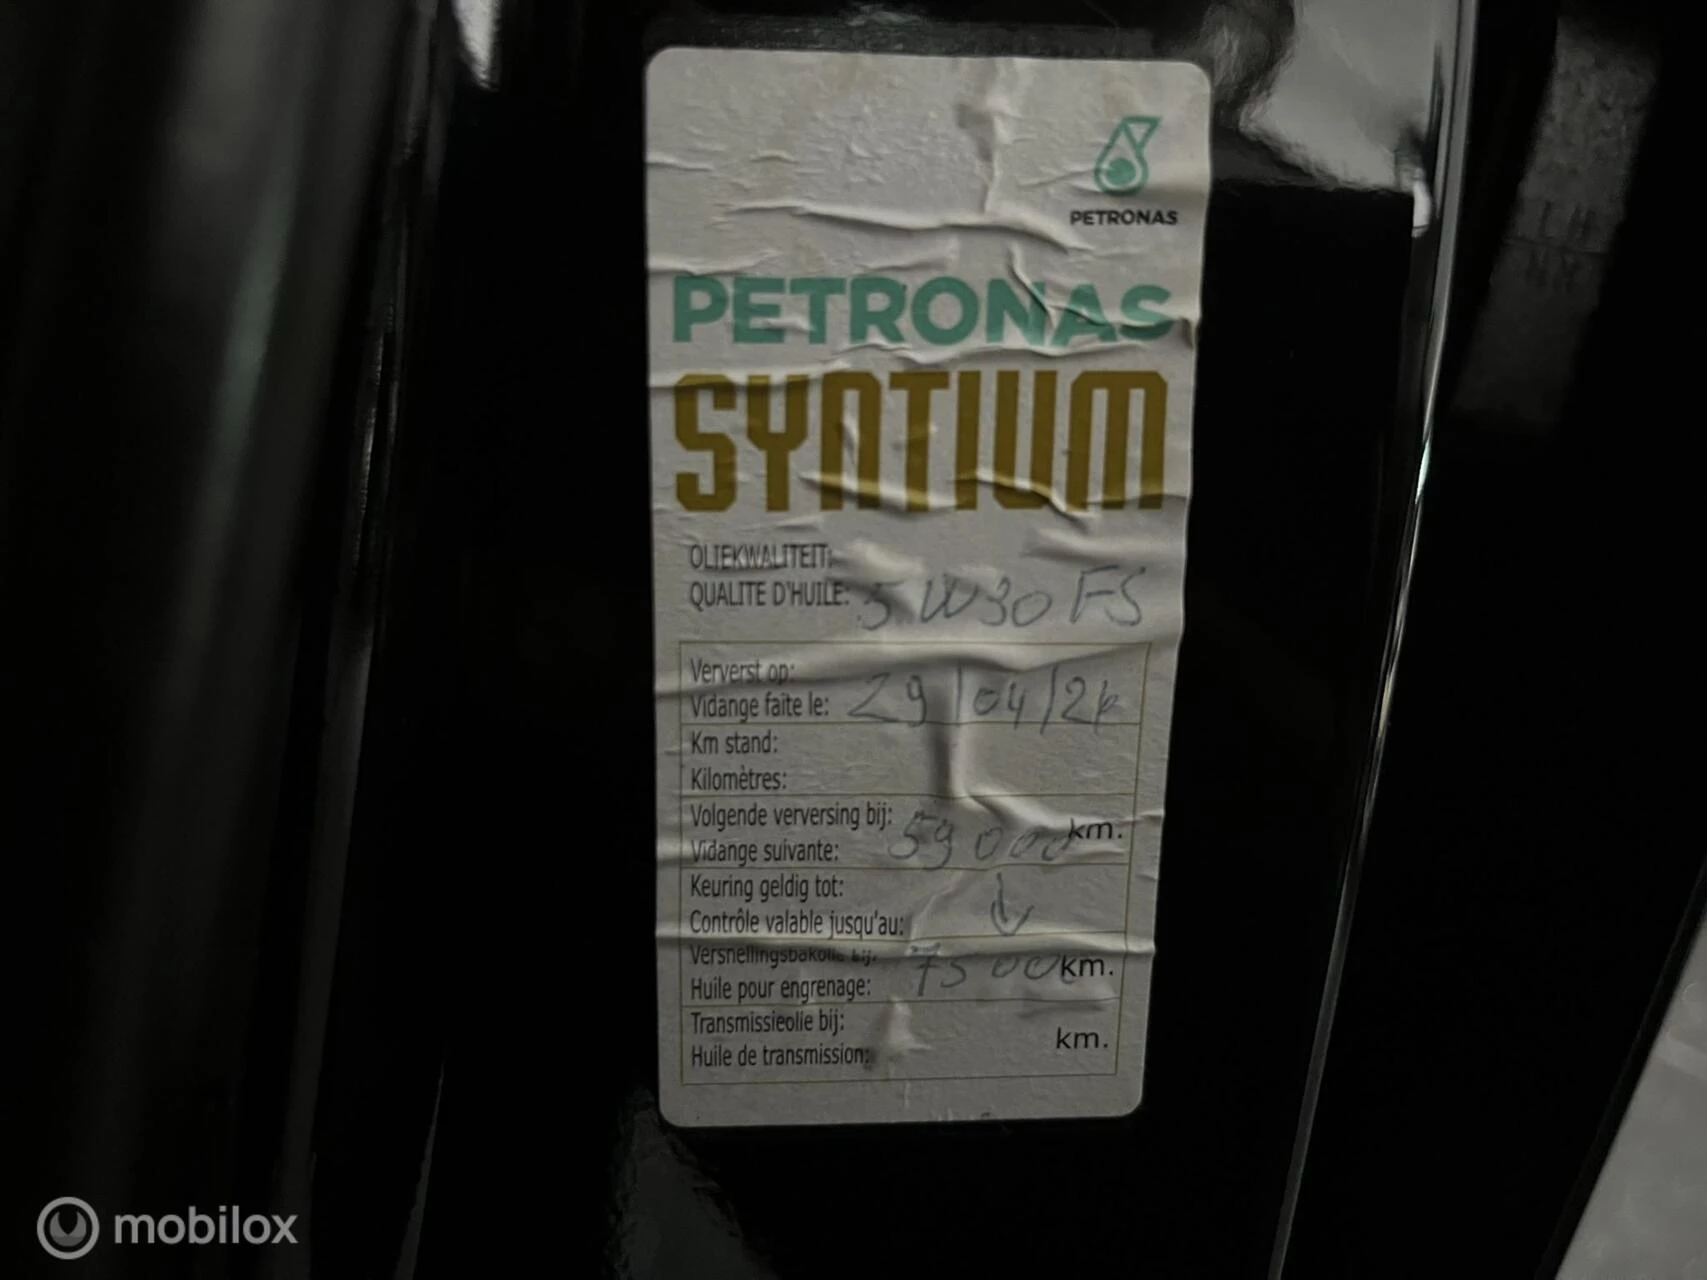 PETRONAS
PETRONAS
SYNTIUM
OLIEKWALITEIT:
QUALITE D'HUILE: 5W30 FS
Ververst op:
Vidange faite le: 29/04/24
Km stand:
Kilomètres:
Volgende verversing bij: 59000 km.
Vidange suivante:
Keuring geldig tot:
Contrôle valable jusqu'au:
Versnellingsbakolie bij: 75000 km.
Huile pour engrenage:
Transmissieolie bij:
Huile de transmission: km.
mobilox